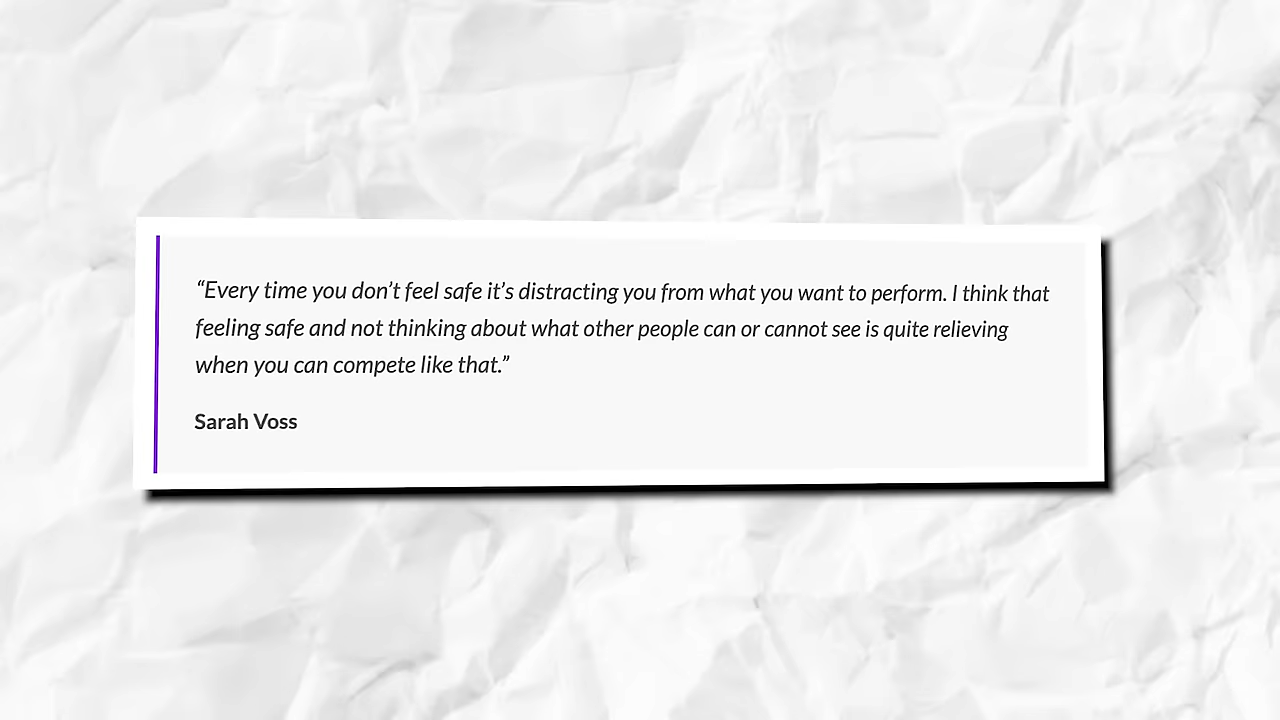 “Every time you don’t feel safe it’s distracting you from what you want to perform. I think that
feeling safe and not thinking about what other people can or cannot see is quite relieving
when you can compete like that.”
Sarah Voss